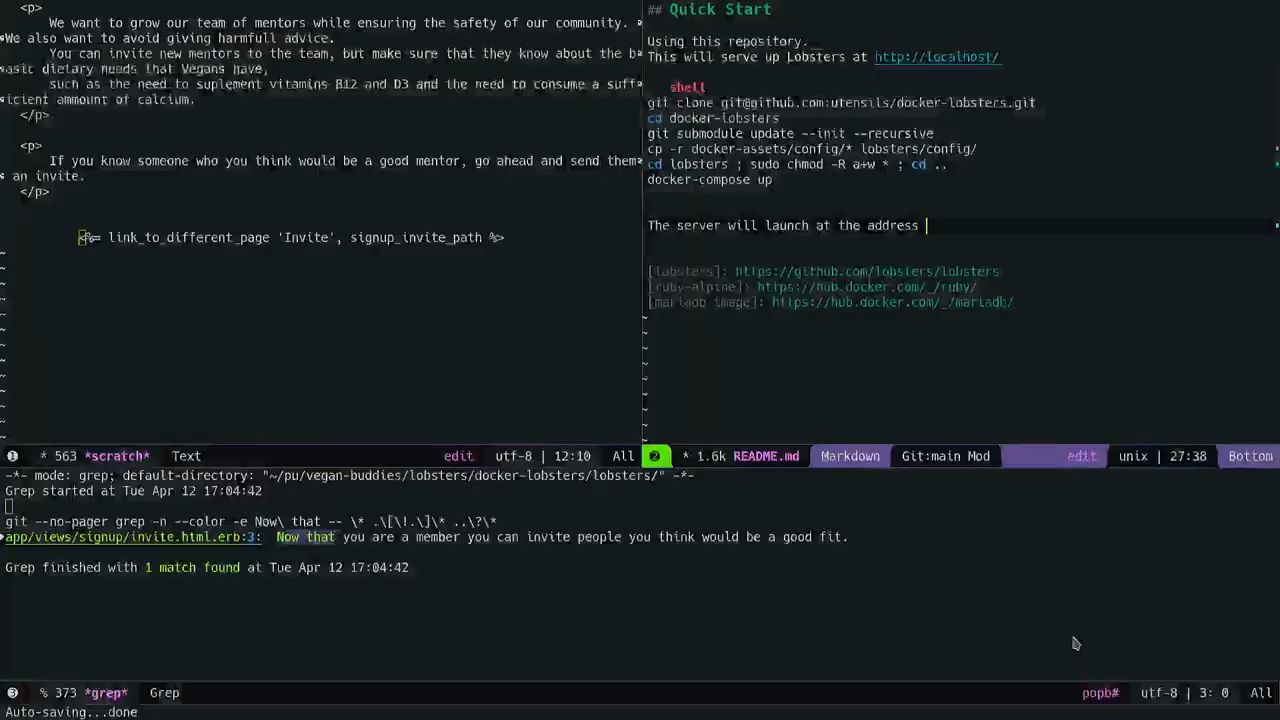 <p>
We want to grow our team of mentors while ensuring the safety of our community.
We also want to avoid giving harmfull advice.
You can invite new mentors to the team, but make sure that they know about the b
asic dietary needs that Vegans have,
such as the need to suplement vitamins B12 and D3 and the need to consume a suff
icient ammount of calcium.
</p>
<p>
If you know someone who you think would be a good mentor, go ahead and send them
an invite.
</p>
<%= link_to_different_page 'Invite', signup_invite_path %>
~
~
~
~
~
~
~
~
~
~
~
~
~
❶ * 563 *scratch* Text edit utf-8 | 12:10 All
## Quick Start
Using this repository.
This will serve up Lobsters at http://localhost/
shell
git clone git@github.com:utensils/docker-lobsters.git
cd docker-lobsters
git submodule update --init --recursive
cp -r docker-assets/config/* lobsters/config/
cd lobsters ; sudo chmod -R a+w * ; cd ..
docker-compose up
The server will launch at the address
[lobsters]: https://github.com/lobsters/lobsters
[ruby-alpine]: https://hub.docker.com/_/ruby/
[mariadb image]: https://hub.docker.com/_/mariadb/
~
~
~
~
~
~
~
~
~
❷ * 1.6k README.md Markdown Git:main Mod edit unix | 27:38 Bottom
-*- mode: grep; default-directory: "~/pu/vegan-buddies/lobsters/docker-lobsters/lobsters/" -*-
Grep started at Tue Apr 12 17:04:42
git --no-pager grep -n --color -e Now\ that -- \* .\[\!.\]\* ..\?\*
app/views/signup/invite.html.erb:3: Now that you are a member you can invite people you think would be a good fit.
Grep finished with 1 match found at Tue Apr 12 17:04:42
❸ % 373 *grep* Grep popb# utf-8 | 3: 0 All
Auto-saving...done